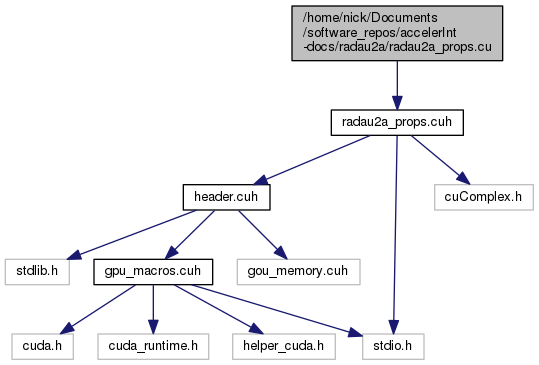 /home/nick/Documents
/software_repos/accelerInt
-docs/radau2a/radau2a_props.cu
radau2a_props.cuh
header.cuh
cuComplex.h
stdlib.h
gpu_macros.cuh
gou_memory.cuh
cuda.h
cuda_runtime.h
helper_cuda.h
stdio.h